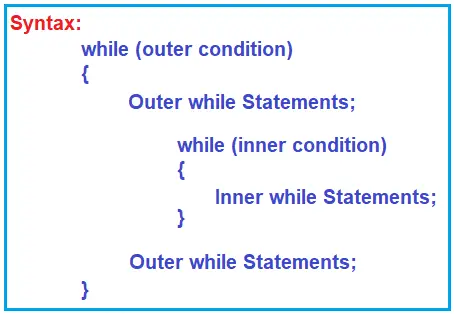 Syntax:
while (outer condition)
{
Outer while Statements;
while (inner condition)
{
Inner while Statements;
}
Outer while Statements;
}